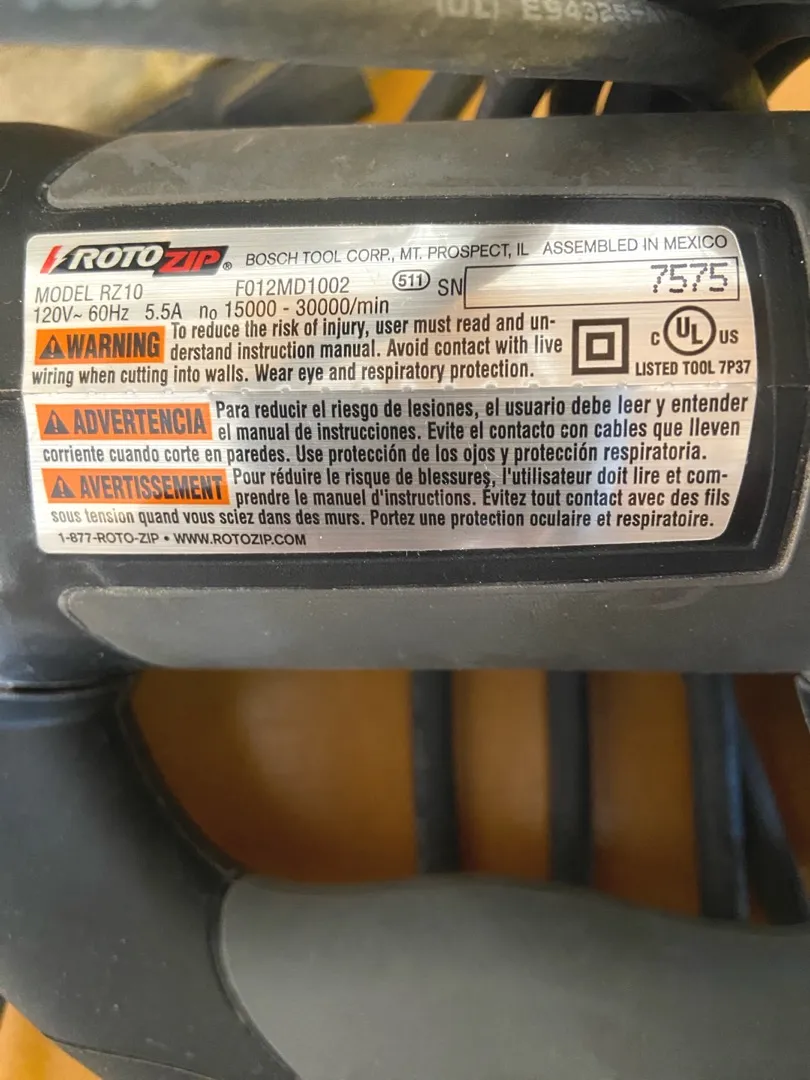 (UL) E94325-A
ROTOZIP® BOSCH TOOL CORP., MT. PROSPECT, IL ASSEMBLED IN MEXICO
MODEL RZ10 F012MD1002 511 SN 7575
120V~ 60Hz 5.5A n₀ 15000 - 30000/min
WARNING To reduce the risk of injury, user must read and un-
derstand instruction manual. Avoid contact with live
wiring when cutting into walls. Wear eye and respiratory protection.
C UL US
LISTED TOOL 7P37
ADVERTENCIA Para reducir el riesgo de lesiones, el usuario debe leer y entender
el manual de instrucciones. Evite el contacto con cables que lleven
corriente cuando corte en paredes. Use protección de los ojos y protección respiratoria.
AVERTISSEMENT Pour réduire le risque de blessures, l'utilisateur doit lire et com-
prendre le manuel d'instructions. Évitez tout contact avec des fils
sous tension quand vous sciez dans des murs. Portez une protection oculaire et respiratoire.
1-877-ROTO-ZIP • WWW.ROTOZIP.COM